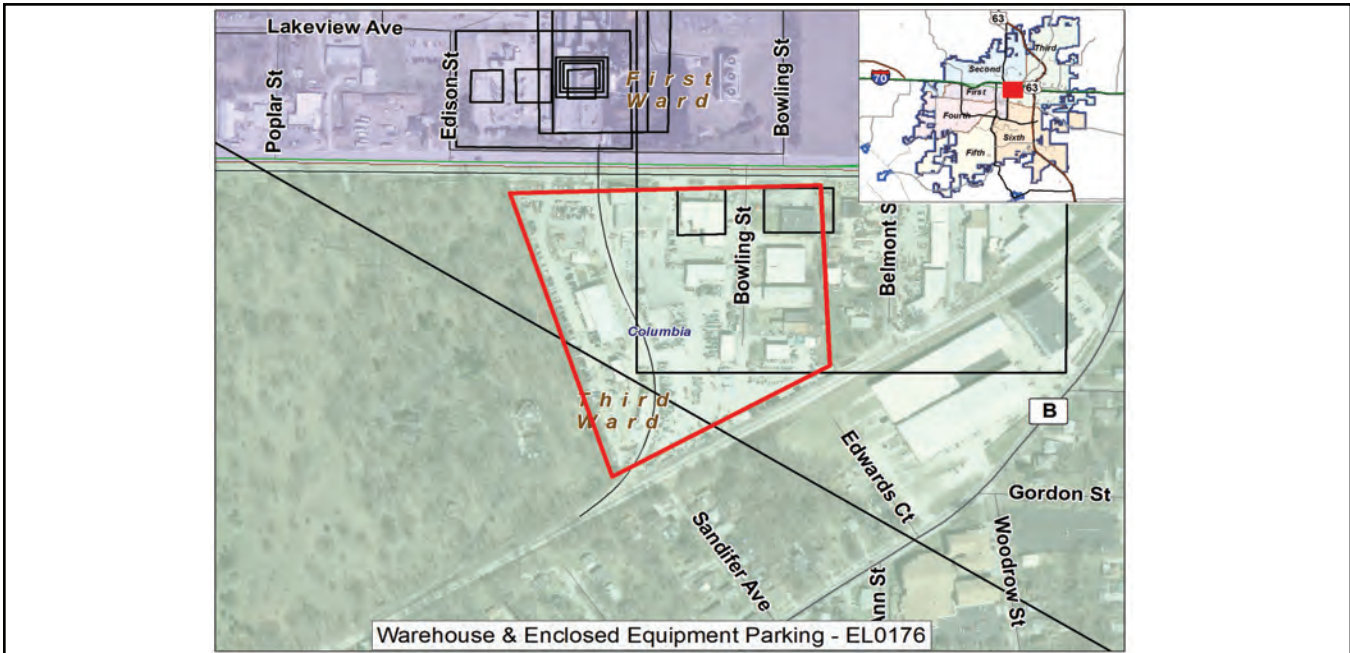 Lakeview Ave
Poplar St
Edison St
First
Ward
Bowling St
63
Third
Second
70
First
63
Fourth
Sixth
Fifth
Bowling St
Belmont S
Columbia
Third
Ward
B
Edwards Ct
Gordon St
Sandifer Ave
Ann St
Woodrow St
Warehouse & Enclosed Equipment Parking - EL0176